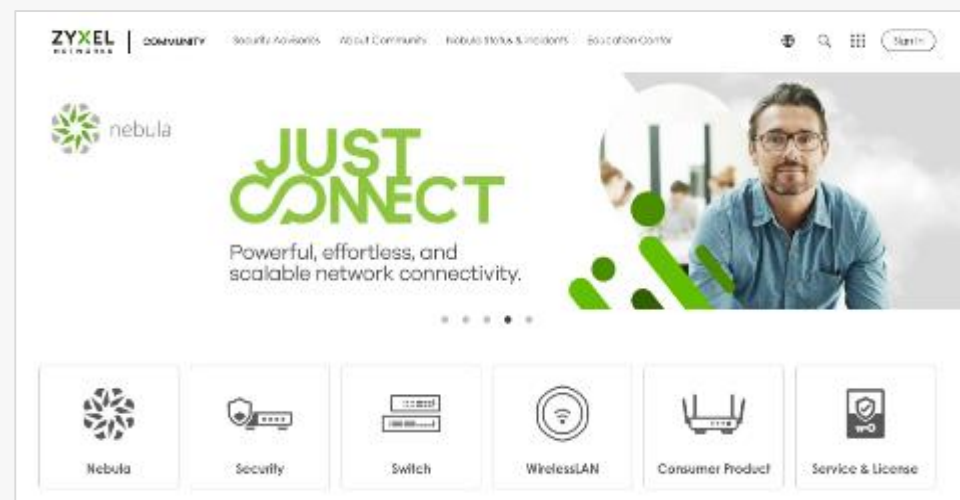 ZYXEL
NETWORKS
COMMUNITY
Security Advisories
About Community
Nebula Status & Incidents
Education Center
Sign In
nebula
JUST
CONNECT
Powerful, effortless, and
scalable network connectivity.
Nebula
Security
Switch
WirelessLAN
Consumer Product
Service & License